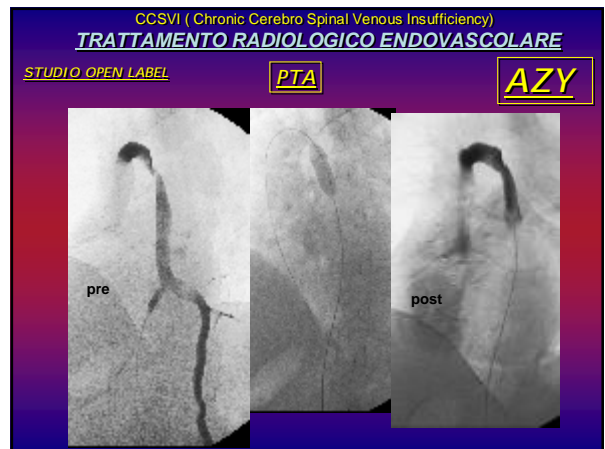 CCSVI ( Chronic Cerebro Spinal Venous Insufficiency)
TRATTAMENTO RADIOLOGICO ENDOVASCOLARE
STUDIO OPEN LABEL
PTA
AZY
pre
post